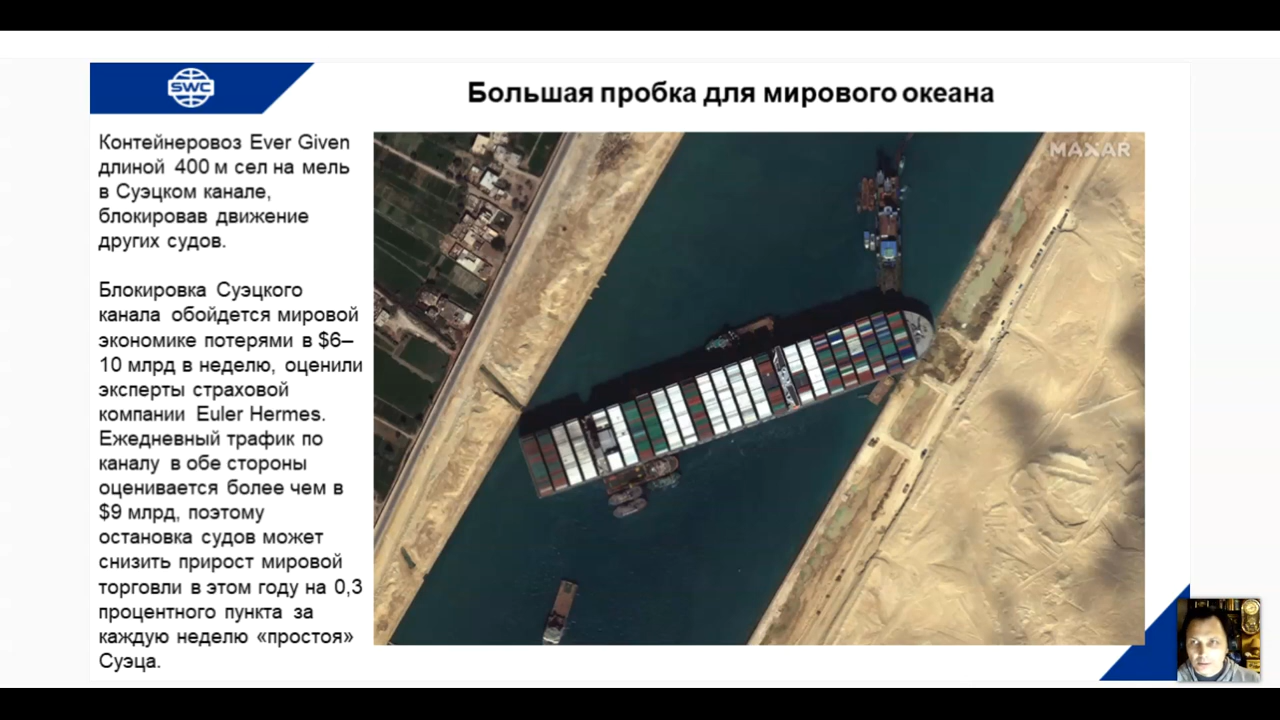 SWC
Большая пробка для мирового океана
Контейнеровоз Ever Given
длиной 400 м сел на мель
в Суэцком канале,
блокировав движение
других судов.
Блокировка Суэцкого
канала обойдется мировой
экономике потерями в $6–
10 млрд в неделю, оценили
эксперты страховой
компании Euler Hermes.
Ежедневный трафик по
каналу в обе стороны
оценивается более чем в
$9 млрд, поэтому
остановка судов может
снизить прирост мировой
торговли в этом году на 0,3
процентного пункта за
каждую неделю «простоя»
Суэца.
MAXAR